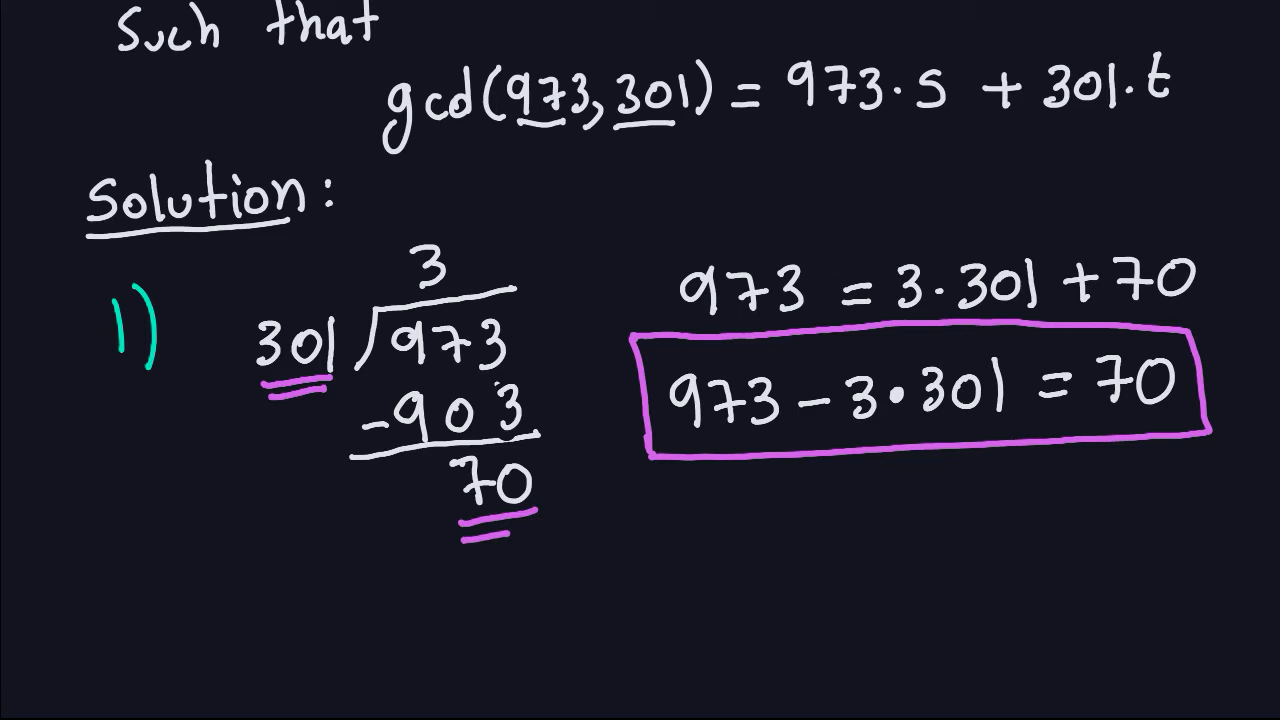 Such that
gcd(973,301) = 973.s + 301.t
Solution:
1)
3
301)973
-903
70
973 = 3.301 + 70
973 - 3•301 = 70